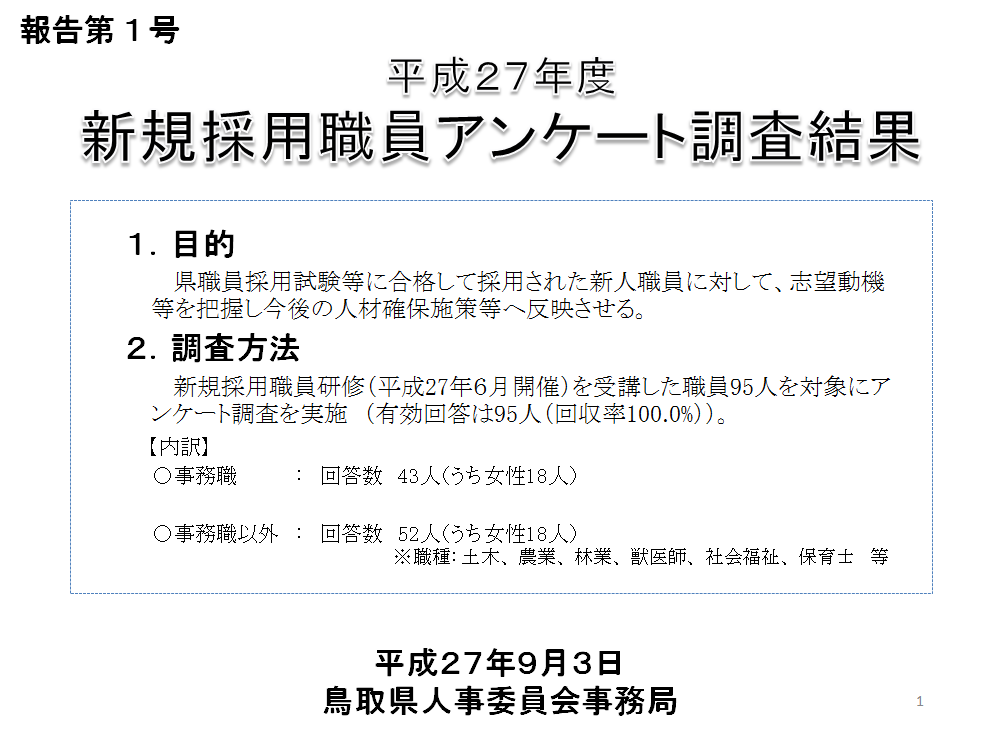 報告第１号
平成２７年度
新規採用職員アンケート調査結果
１．目的
県職員採用試験等に合格して採用された新人職員に対して、志望動機
等を把握し今後の人材確保施策等へ反映させる。
２．調査方法
新規採用職員研修（平成27年６月開催）を受講した職員95人を対象にア
ンケート調査を実施　（有効回答は95人（回収率100.0%））。
【内訳】
○事務職　　　：　回答数　43人（うち女性18人）
○事務職以外　：　回答数　52人（うち女性18人）
※職種：土木、農業、林業、獣医師、社会福祉、保育士　等
平成２７年９月３日
鳥取県人事委員会事務局
1